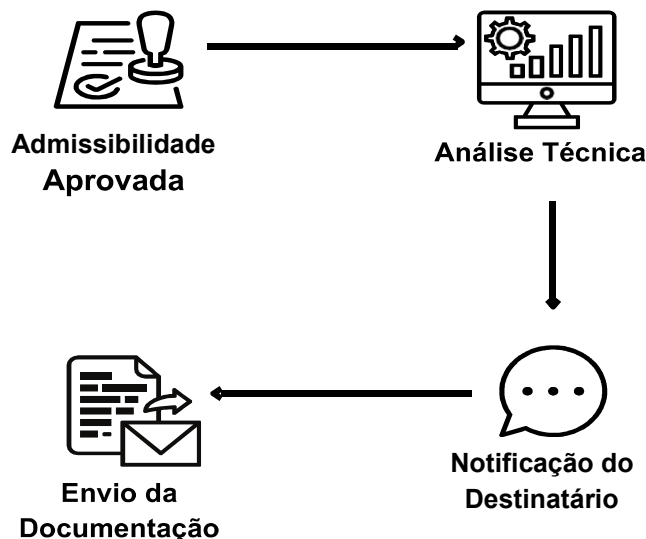 Admissibilidade
Aprovada
Análise Técnica
Notificação do
Destinatário
Envio da
Documentação